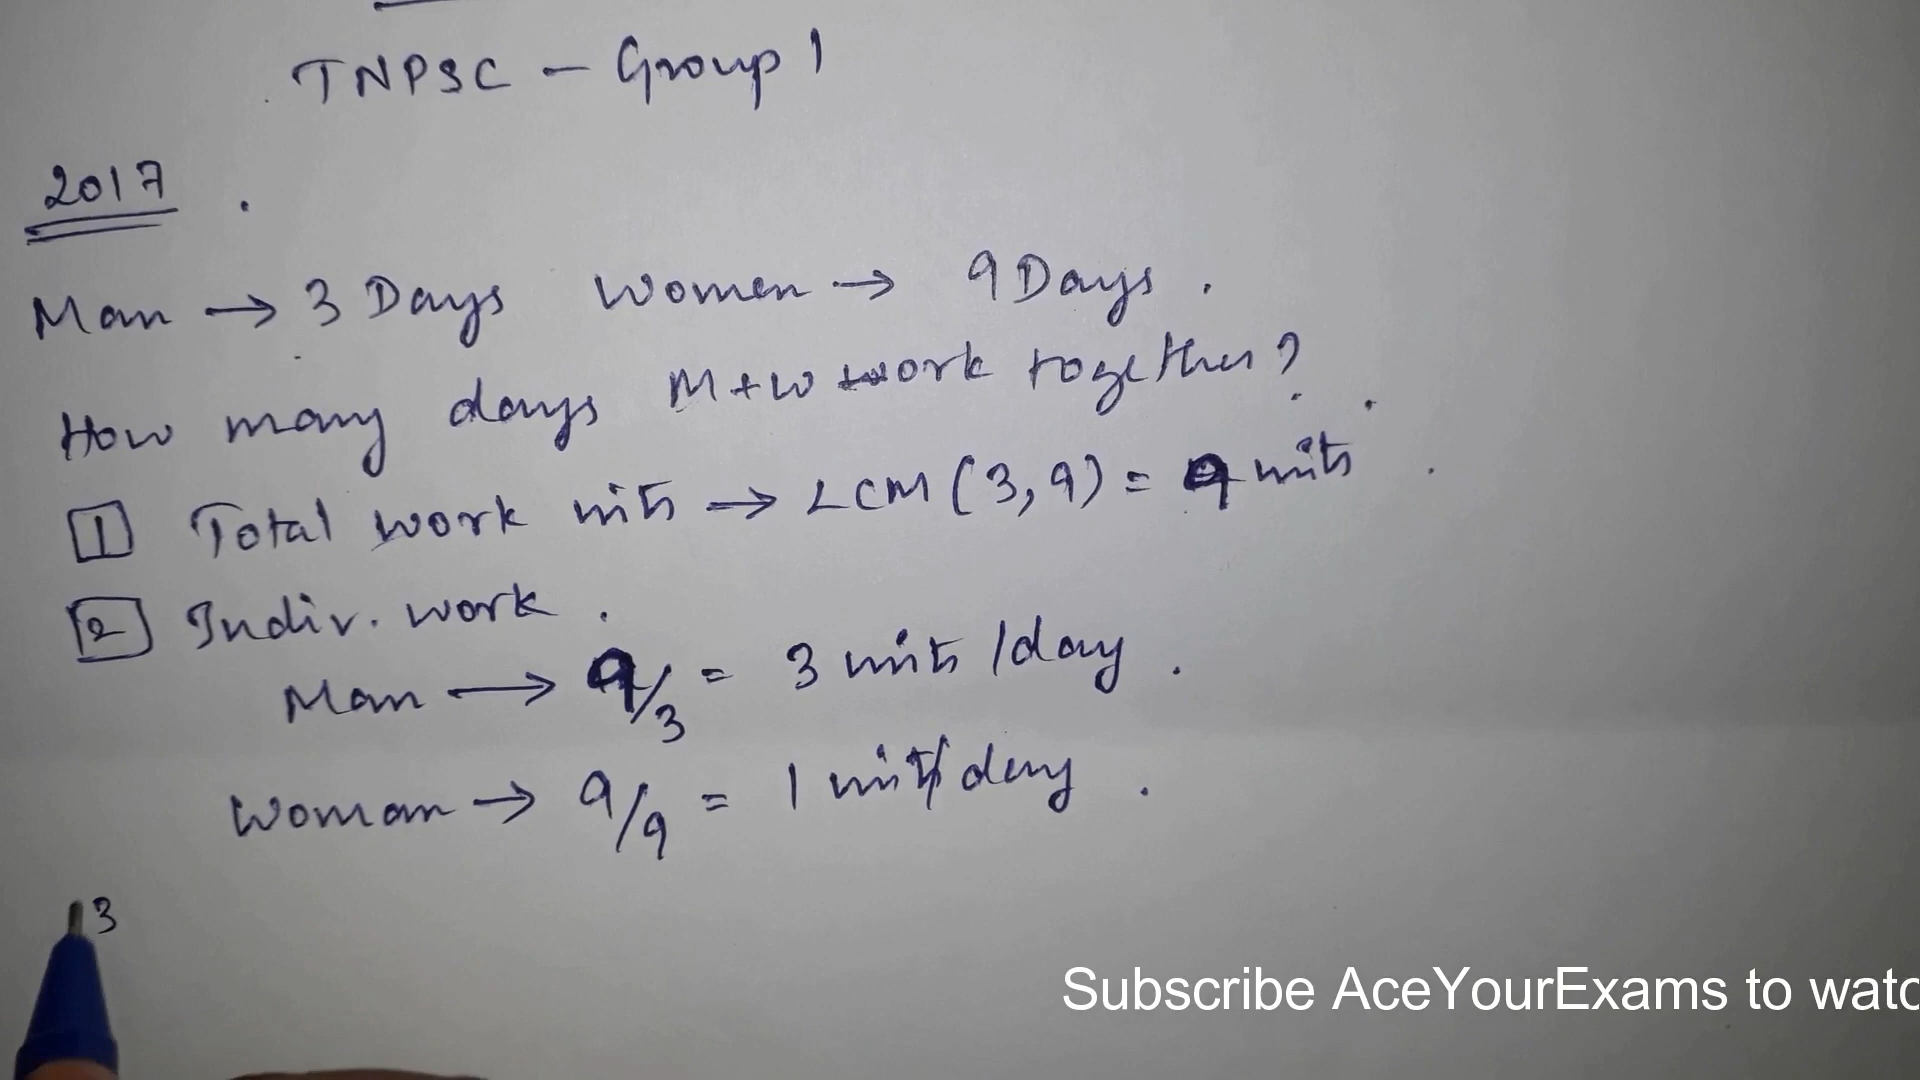 TNPSC - Group 1
2017 .
Man → 3 Days Women → 9 Days .
How many days M+W work together?
1 Total work units → LCM (3,9) = 9 units
2 Indiv. work .
Man → 9/3 = 3 units /day .
Woman → 9/9 = 1 unit/day .
3
Subscribe AceYourExams to watc